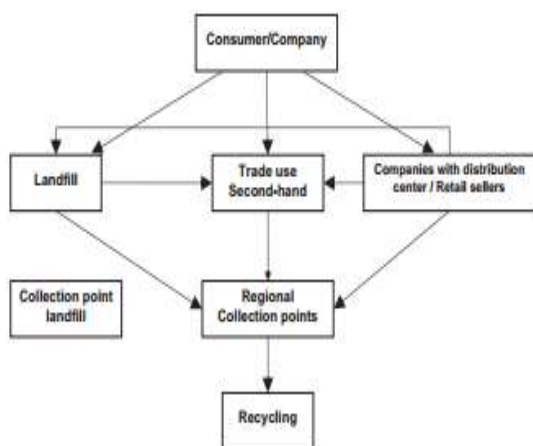 Consumer/Company
Landfill
Trade use
Second-hand
Companies with distribution
center / Retail sellers
Collection point
landfill
Regional
Collection points
Recycling